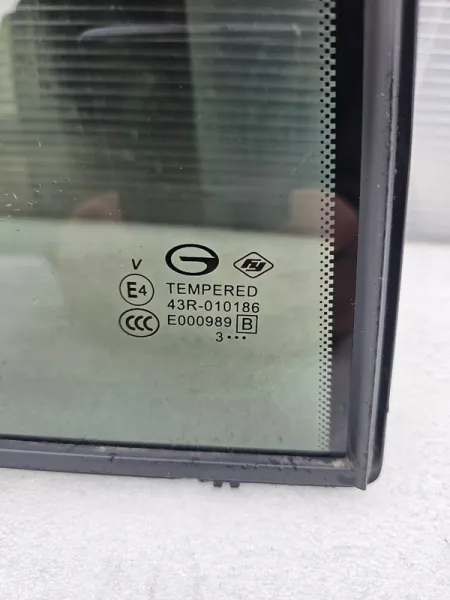 V
E4 TEMPERED
43R-010186
CCC E000989 B
3 •••